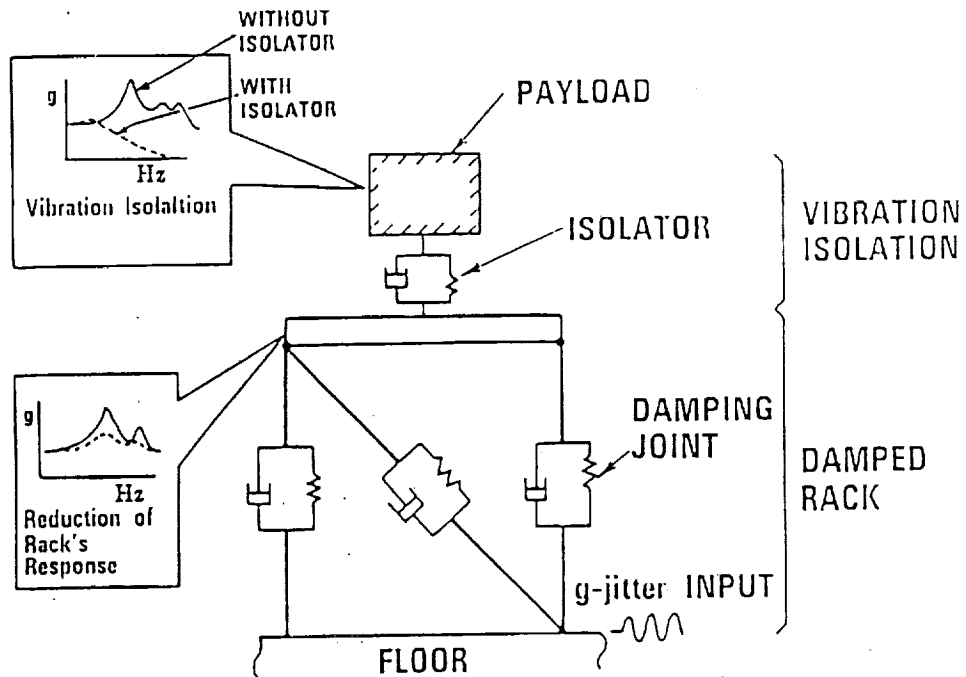 WITHOUT
ISOLATOR
WITH
ISOLATOR
g
Hz
Vibration Isolaltion
PAYLOAD
ISOLATOR
VIBRATION
ISOLATION
g
Hz
Reduction of
Rack's
Response
DAMPING
JOINT
DAMPED
RACK
g-jitter INPUT
FLOOR